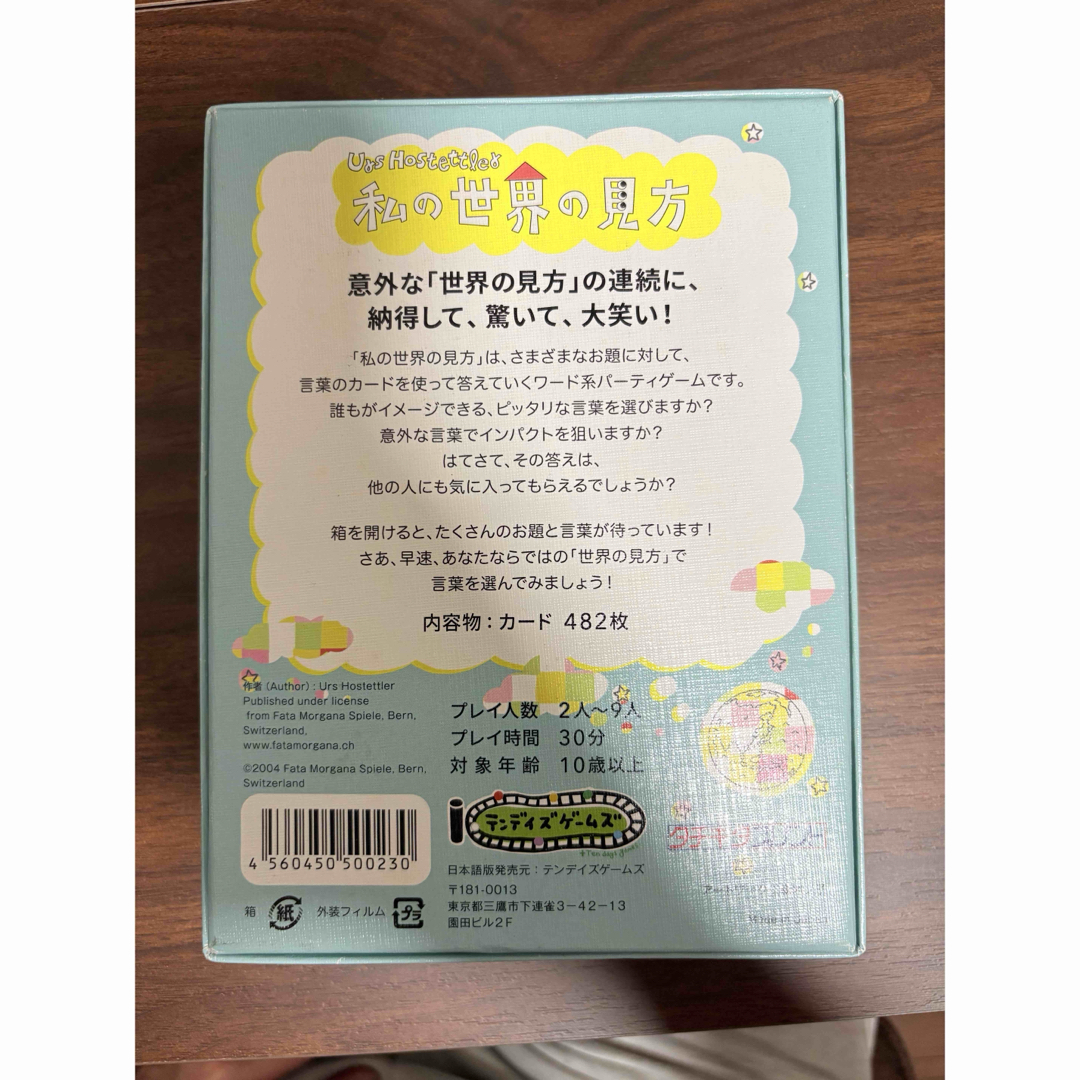 Urs Hostettler
私の世界の見方
意外な「世界の見方」の連続に、
納得して、驚いて、大笑い！
「私の世界の見方」は、さまざまなお題に対して、
言葉のカードを使って答えていくワード系パーティゲームです。
誰もがイメージできる、ピッタリな言葉を選びますか？
意外な言葉でインパクトを狙いますか？
はてさて、その答えは、
他の人にも気に入ってもらえるでしょうか？
箱を開けると、たくさんのお題と言葉が待っています！
さあ、早速、あなたならではの「世界の見方」で
言葉を選んでみましょう！
内容物：カード 482枚
作者 (Author) : Urs Hostettler
Published under license
from Fata Morgana Spiele, Bern,
Switzerland,
www.fatamorgana.ch
©2004 Fata Morgana Spiele, Bern,
Switzerland
プレイ人数 2人〜9人
プレイ時間 30分
対象年齢 10歳以上
4 560450 500230
箱 紙 外装フィルム プラ
テンデイズゲームズ
Ten days games
日本語版発売元：テンデイズゲームズ
〒181-0013
東京都三鷹市下連雀3-42-13
園田ビル2F
Made in Japan